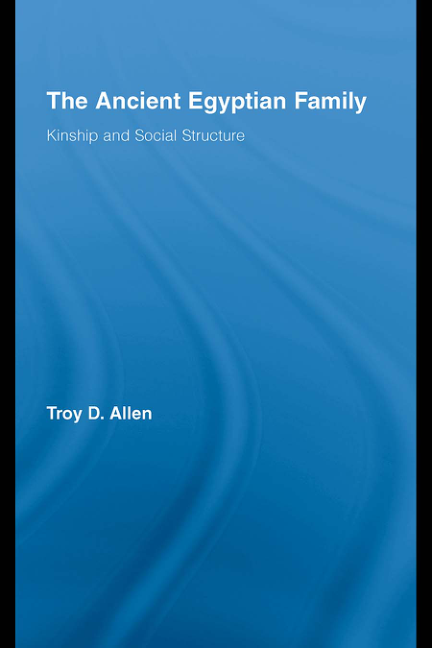 The Ancient Egyptian Family
Kinship and Social Structure
Troy D. Allen